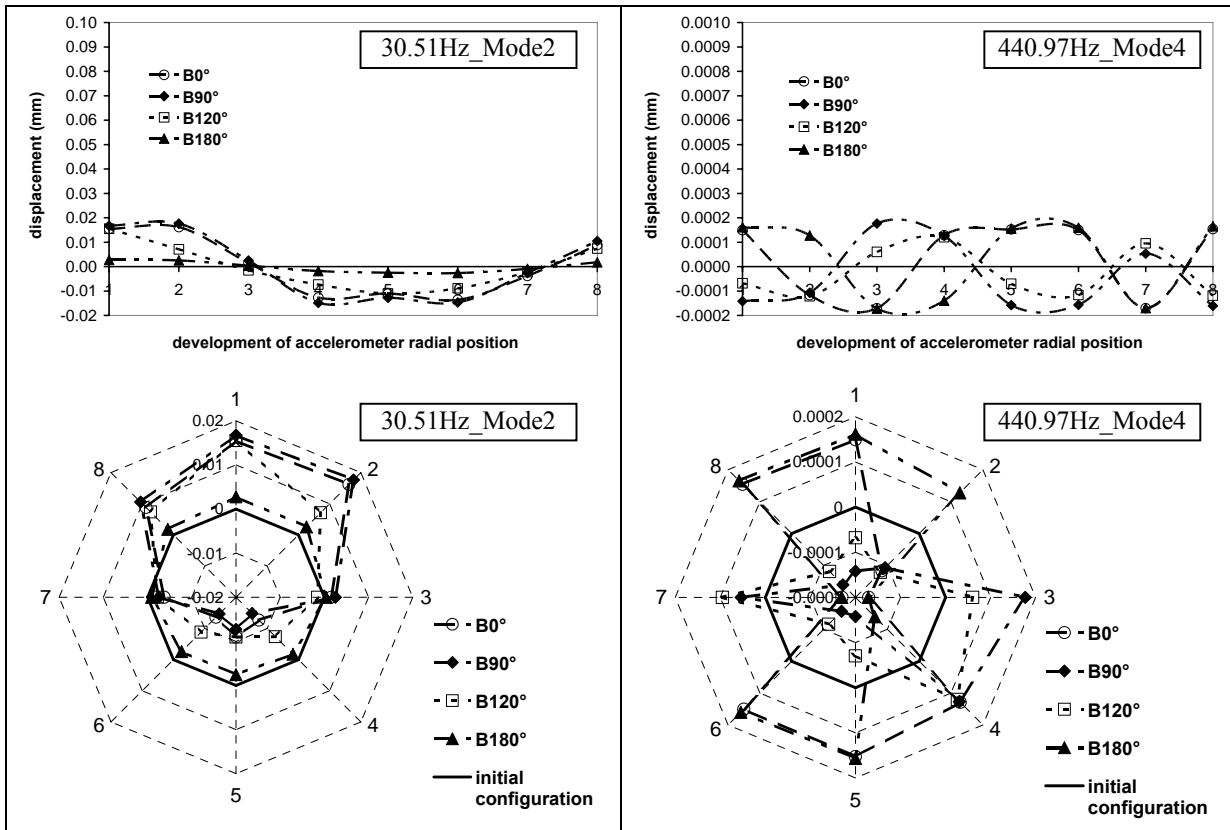 30.51Hz_Mode2
displacement (mm)
0.10
0.09
0.08
0.07
0.06
0.05
0.04
0.03
0.02
0.01
0.00
-0.01
-0.02
B0°
B90°
B120°
B180°
1 2 3 4 5 6 7 8
development of accelerometer radial position
440.97Hz_Mode4
displacement (mm)
0.0010
0.0009
0.0008
0.0007
0.0006
0.0005
0.0004
0.0003
0.0002
0.0001
0.0000
-0.0001
-0.0002
B0°
B90°
B120°
B180°
1 2 3 4 5 6 7 8
development of accelerometer radial position
30.51Hz_Mode2
1
2
3
4
5
6
7
8
0.02
0.01
0
-0.01
-0.02
B0°
B90°
B120°
B180°
initial
configuration
440.97Hz_Mode4
1
2
3
4
5
6
7
8
0.0002
0.0001
0
-0.0001
B0°
B90°
B120°
B180°
initial
configuration